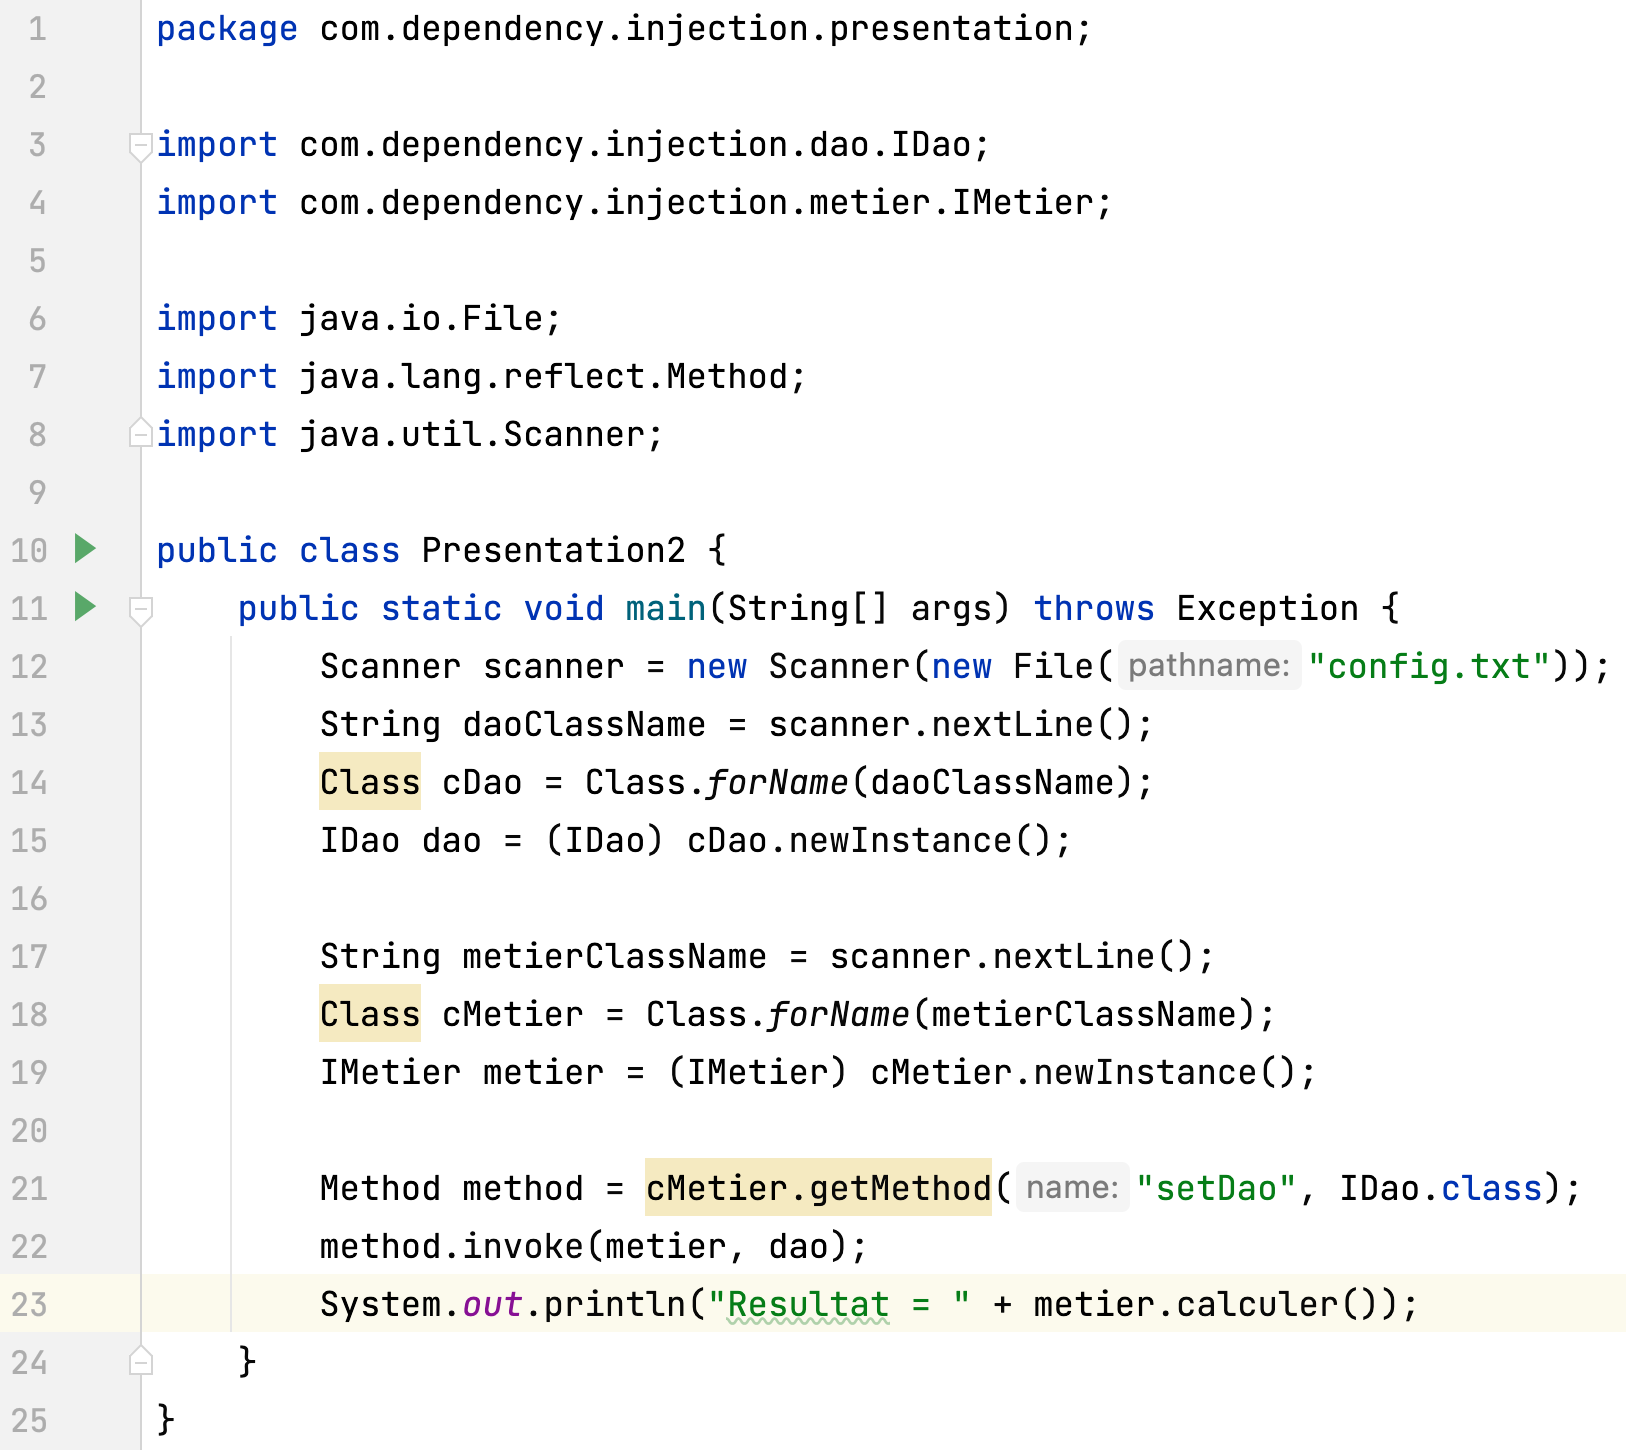 1 package com.dependency.injection.presentation;
2
3 import com.dependency.injection.dao.IDao;
4 import com.dependency.injection.metier.IMetier;
5
6 import java.io.File;
7 import java.lang.reflect.Method;
8 import java.util.Scanner;
9
10 public class Presentation2 {
11 public static void main(String[] args) throws Exception {
12 Scanner scanner = new Scanner(new File( pathname: "config.txt"));
13 String daoClassName = scanner.nextLine();
14 Class cDao = Class.forName(daoClassName);
15 IDao dao = (IDao) cDao.newInstance();
16
17 String metierClassName = scanner.nextLine();
18 Class cMetier = Class.forName(metierClassName);
19 IMetier metier = (IMetier) cMetier.newInstance();
20
21 Method method = cMetier.getMethod( name: "setDao", IDao.class);
22 method.invoke(metier, dao);
23 System.out.println("Resultat = " + metier.calculer());
24 }
25 }